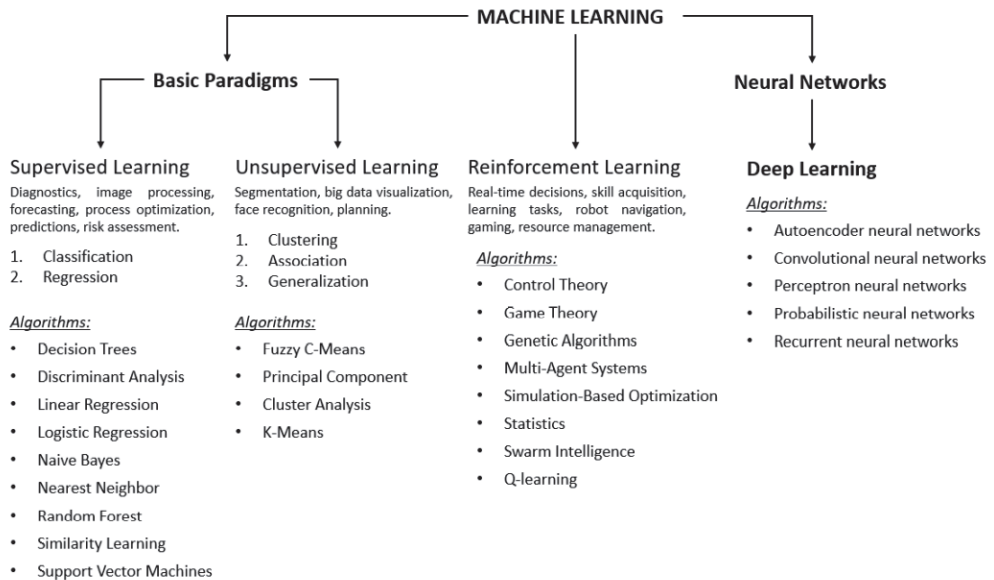 MACHINE LEARNING
Basic Paradigms
Neural Networks
Supervised Learning
Diagnostics, image processing,
forecasting, process optimization,
predictions, risk assessment.
1. Classification
2. Regression
Algorithms:
• Decision Trees
• Discriminant Analysis
• Linear Regression
• Logistic Regression
• Naive Bayes
• Nearest Neighbor
• Random Forest
• Similarity Learning
• Support Vector Machines
Unsupervised Learning
Segmentation, big data visualization,
face recognition, planning.
1. Clustering
2. Association
3. Generalization
Algorithms:
• Fuzzy C-Means
• Principal Component
• Cluster Analysis
• K-Means
Reinforcement Learning
Real-time decisions, skill acquisition,
learning tasks, robot navigation,
gaming, resource management.
Algorithms:
• Control Theory
• Game Theory
• Genetic Algorithms
• Multi-Agent Systems
• Simulation-Based Optimization
• Statistics
• Swarm Intelligence
• Q-learning
Deep Learning
Algorithms:
• Autoencoder neural networks
• Convolutional neural networks
• Perceptron neural networks
• Probabilistic neural networks
• Recurrent neural networks